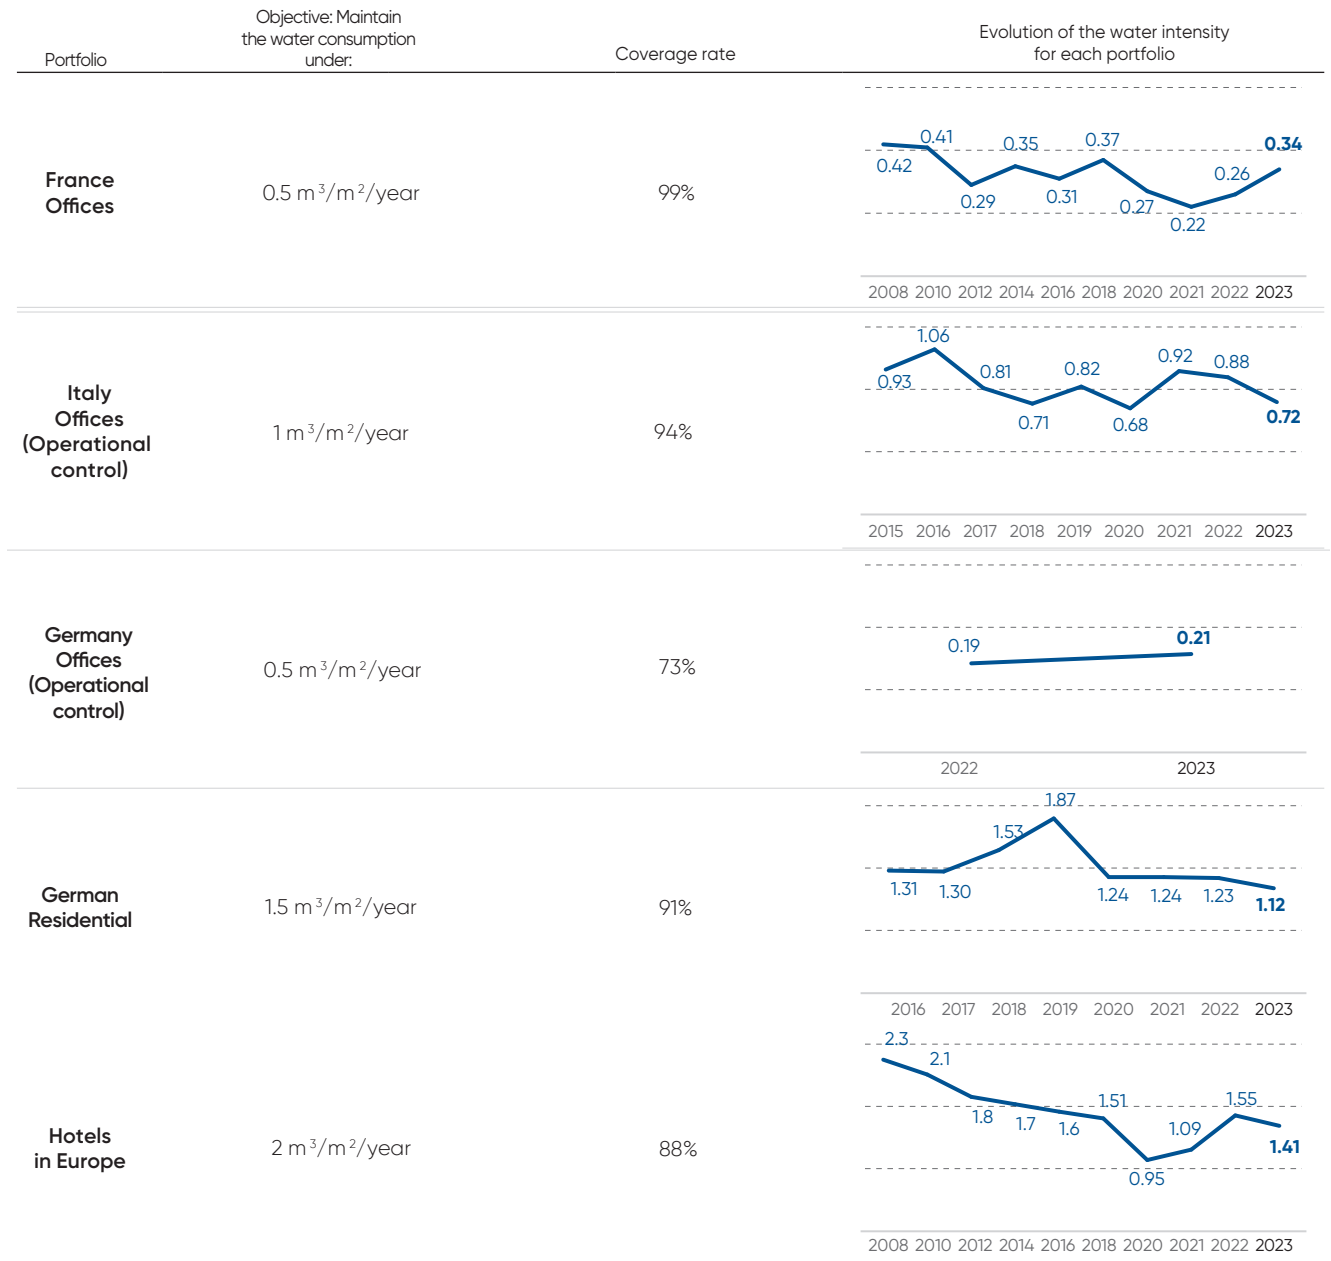 Portfolio
Objective: Maintain
the water consumption
under:
Coverage rate
Evolution of the water intensity
for each portfolio
France
Offices
0.5 m³/m²/year
99%
0.42
0.41
0.29
0.35
0.31
0.37
0.27
0.22
0.26
0.34
2008 2010 2012 2014 2016 2018 2020 2021 2022 2023
Italy
Offices
(Operational
control)
1 m³/m²/year
94%
0.93
1.06
0.81
0.71
0.82
0.68
0.92
0.88
0.72
2015 2016 2017 2018 2019 2020 2021 2022 2023
Germany
Offices
(Operational
control)
0.5 m³/m²/year
73%
0.19
0.21
2022 2023
German
Residential
1.5 m³/m²/year
91%
1.31
1.30
1.53
1.87
1.24
1.24
1.23
1.12
2016 2017 2018 2019 2020 2021 2022 2023
Hotels
in Europe
2 m³/m²/year
88%
2.3
2.1
1.8
1.7
1.6
1.51
0.95
1.09
1.55
1.41
2008 2010 2012 2014 2016 2018 2020 2021 2022 2023